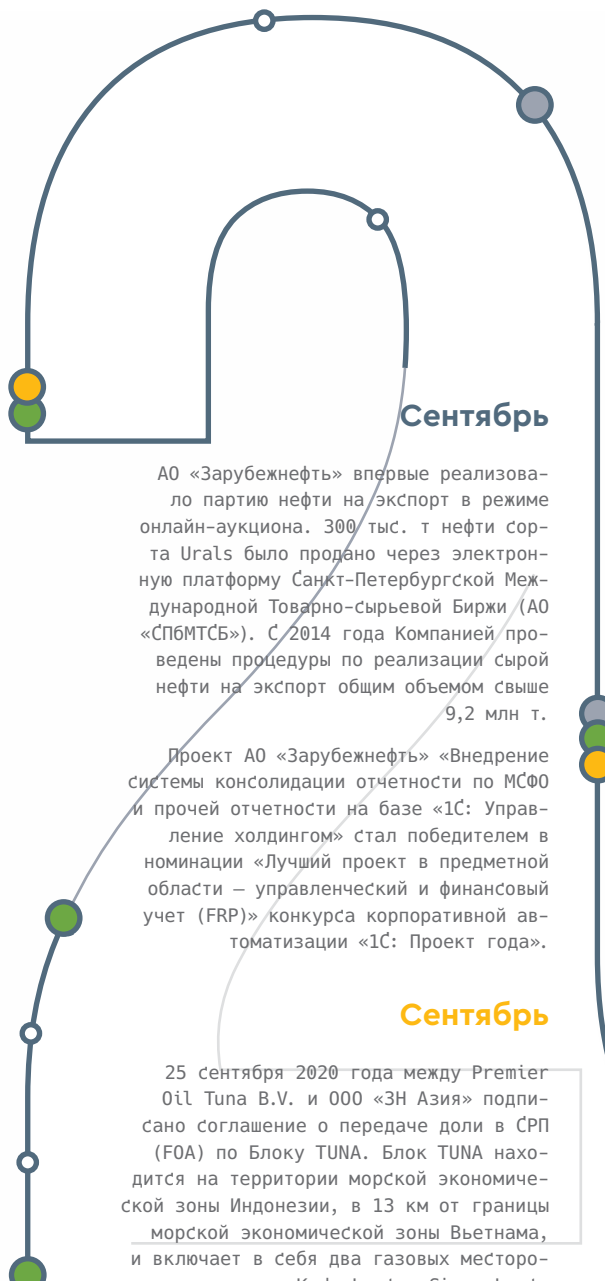 Сентябрь
АО «Зарубежнефть» впервые реализова-
ло партию нефти на экспорт в режиме
онлайн-аукциона. 300 тыс. т нефти сор-
та Urals было продано через электрон-
ную платформу Санкт-Петербургской Меж-
дународной Товарно-сырьевой Биржи (АО
«СПбМТСБ»). С 2014 года Компанией про-
ведены процедуры по реализации сырой
нефти на экспорт общим объемом свыше
9,2 млн т.
Проект АО «Зарубежнефть» «Внедрение
системы консолидации отчетности по МСФО
и прочей отчетности на базе «1С: Управ-
ление холдингом» стал победителем в
номинации «Лучший проект в предметной
области – управленческий и финансовый
учет (FRP)» конкурса корпоративной ав-
томатизации «1С: Проект года».
Сентябрь
25 сентября 2020 года между Premier
Oil Tuna B.V. и ООО «ЗН Азия» подпи-
сано соглашение о передаче доли в СРП
(FOA) по Блоку TUNA. Блок TUNA нахо-
дится на территории морской экономиче-
ской зоны Индонезии, в 13 км от границы
морской экономической зоны Вьетнама,
и включает в себя два газовых месторо-